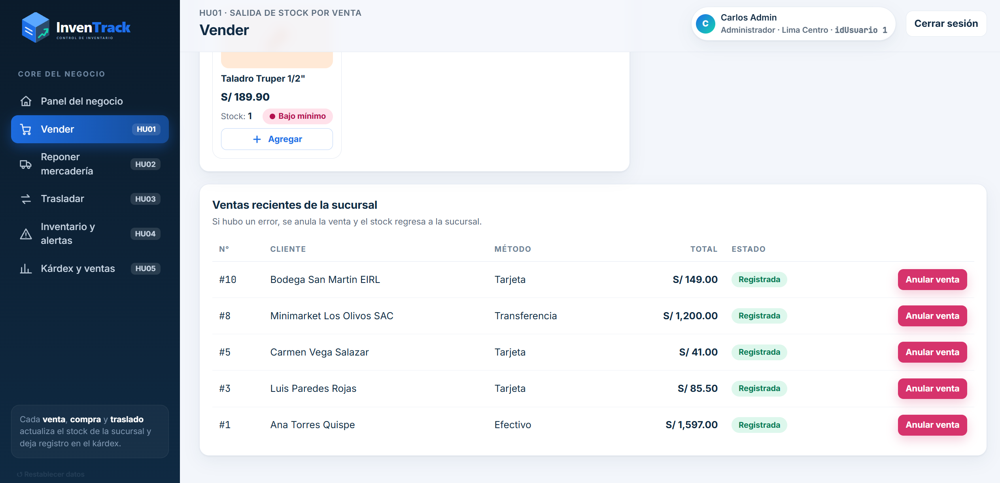 InvenTrack
CONTROL DE INVENTARIO
CORE DEL NEGOCIO
Panel del negocio
Vender HU01
Reponer mercadería HU02
Trasladar HU03
Inventario y alertas HU04
Kárdex y ventas HU05
Cada venta, compra y traslado
actualiza el stock de la sucursal y
deja registro en el kárdex.
↺ Restablecer datos
HU01 · SALIDA DE STOCK POR VENTA
Vender
C
Carlos Admin
Administrador · Lima Centro · idUsuario 1
Cerrar sesión
Taladro Truper 1/2"
S/ 189.90
Stock: 1 Bajo mínimo
+ Agregar
Ventas recientes de la sucursal
Si hubo un error, se anula la venta y el stock regresa a la sucursal.
N° CLIENTE MÉTODO TOTAL ESTADO
#10 Bodega San Martin EIRL Tarjeta S/ 149.00 Registrada Anular venta
#8 Minimarket Los Olivos SAC Transferencia S/ 1,200.00 Registrada Anular venta
#5 Carmen Vega Salazar Tarjeta S/ 41.00 Registrada Anular venta
#3 Luis Paredes Rojas Tarjeta S/ 85.50 Registrada Anular venta
#1 Ana Torres Quispe Efectivo S/ 1,597.00 Registrada Anular venta